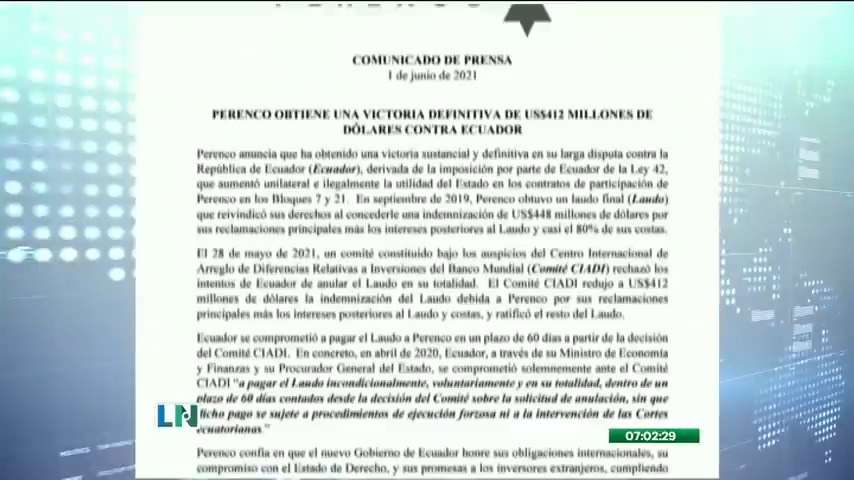 COMUNICADO DE PRENSA
1 de junio de 2021
PERENCO OBTIENE UNA VICTORIA DEFINITIVA DE US$412 MILLONES DE
DÓLARES CONTRA ECUADOR
Perenco anuncia que ha obtenido una victoria sustancial y definitiva en su larga disputa contra la
República de Ecuador (Ecuador), derivada de la imposición por parte de Ecuador de la Ley 42,
que aumentó unilateral e ilegalmente la utilidad del Estado en los contratos de participación de
Perenco en los Bloques 7 y 21. En septiembre de 2019, Perenco obtuvo un laudo final (Laudo)
que reivindicó sus derechos al concederle una indemnización de US$448 millones de dólares por
sus reclamaciones principales más los intereses posteriores al Laudo y casi el 80% de sus costas.
El 28 de mayo de 2021, un comité constituido bajo los auspicios del Centro Internacional de
Arreglo de Diferencias Relativas a Inversiones del Banco Mundial (Comité CIADI) rechazó los
intentos de Ecuador de anular el Laudo en su totalidad. El Comité CIADI redujo a US$412
millones de dólares la indemnización del Laudo debida a Perenco por sus reclamaciones
principales más los intereses posteriores al Laudo y costas, y ratificó el resto del Laudo.
Ecuador se comprometió a pagar el Laudo a Perenco en un plazo de 60 días a partir de la decisión
del Comité CIADI. En concreto, en abril de 2020, Ecuador, a través de su Ministro de Economía
y Finanzas y su Procurador General del Estado, se comprometió solemnemente ante el Comité
CIADI "a pagar el Laudo incondicionalmente, voluntariamente y en su totalidad, dentro de un
plazo de 60 días contados desde la decisión del Comité sobre la solicitud de anulación, sin que
dicho pago se sujete a procedimientos de ejecución forzosa ni a la intervención de las Cortes
ecuatorianas."
Perenco confía en que el nuevo Gobierno de Ecuador honre sus obligaciones internacionales, su
compromiso con el Estado de Derecho, y sus promesas a los inversores extranjeros, cumpliendo
LN
07:02:29